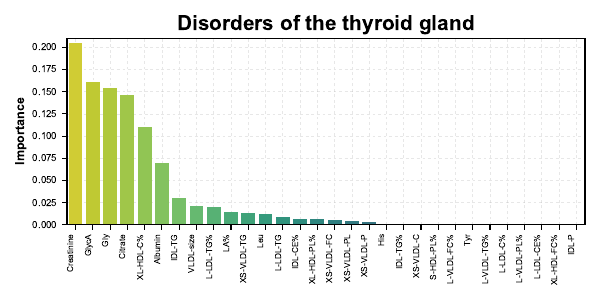 Disorders of the thyroid gland
Importance
0.200
0.175
0.150
0.125
0.100
0.075
0.050
0.025
0.000
Creatinine
GlycA
Gly
Citrate
XL-HDL-C%
Albumin
IDL-TG
VLDL-size
L-LDL-TG%
LA%
XS-VLDL-TG
Leu
L-LDL-TG
IDL-CE%
XL-HDL-PL%
XS-VLDL-FC
XS-VLDL-PL
XS-VLDL-P
His
IDL-TG%
XS-VLDL-C
S-HDL-PL%
L-VLDL-FC%
Tyr
L-VLDL-TG%
L-LDL-C%
L-VLDL-PL%
L-LDL-CE%
XL-HDL-FC%
IDL-P